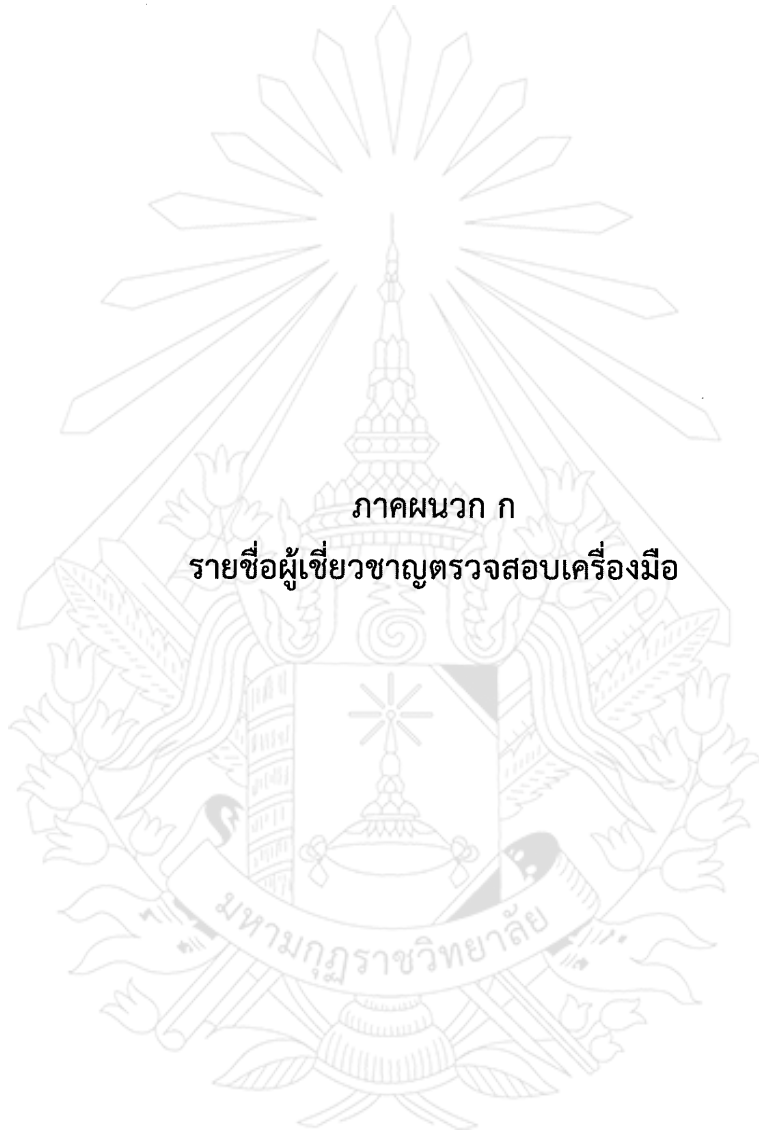 ภาคผนวก ก
รายชื่อผู้เชี่ยวชาญตรวจสอบเครื่องมือ
มหามกุฏราชวิทยาลัย